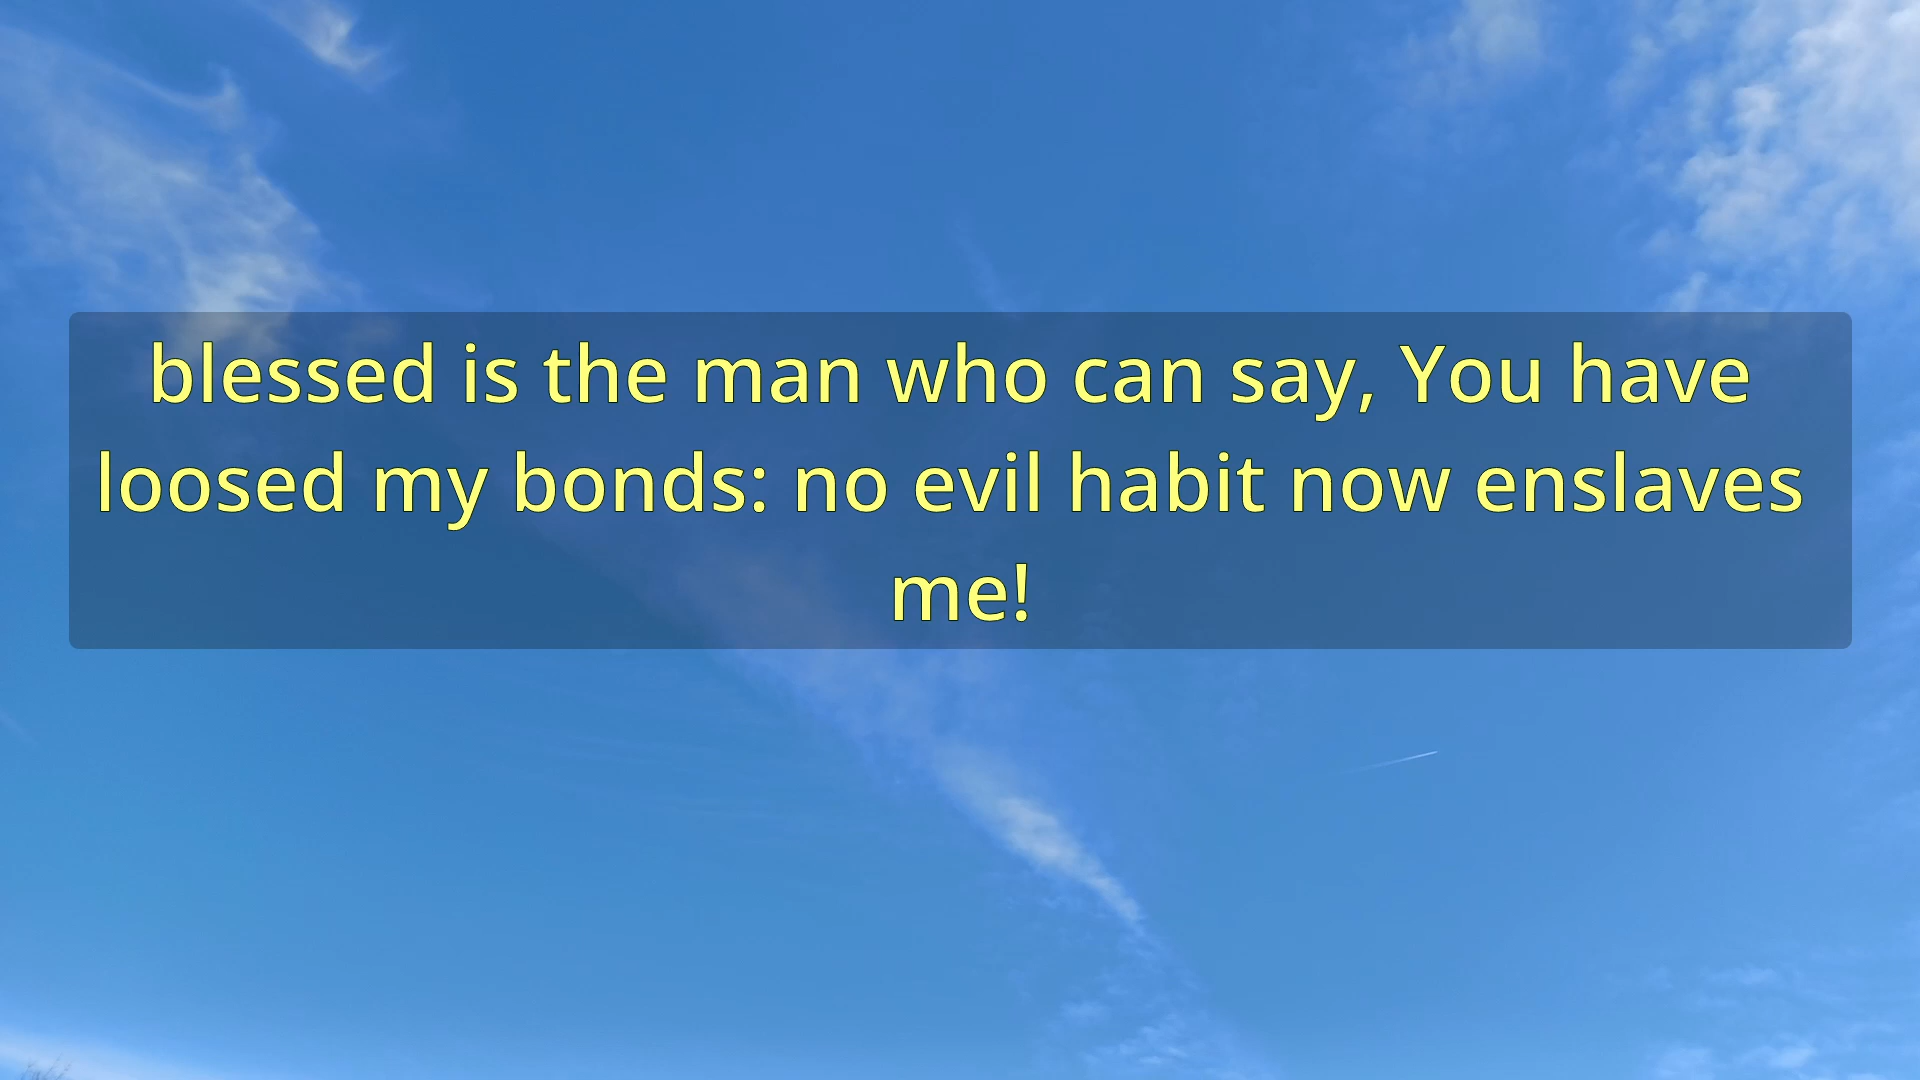 blessed is the man who can say, You have
loosed my bonds: no evil habit now enslaves
me!